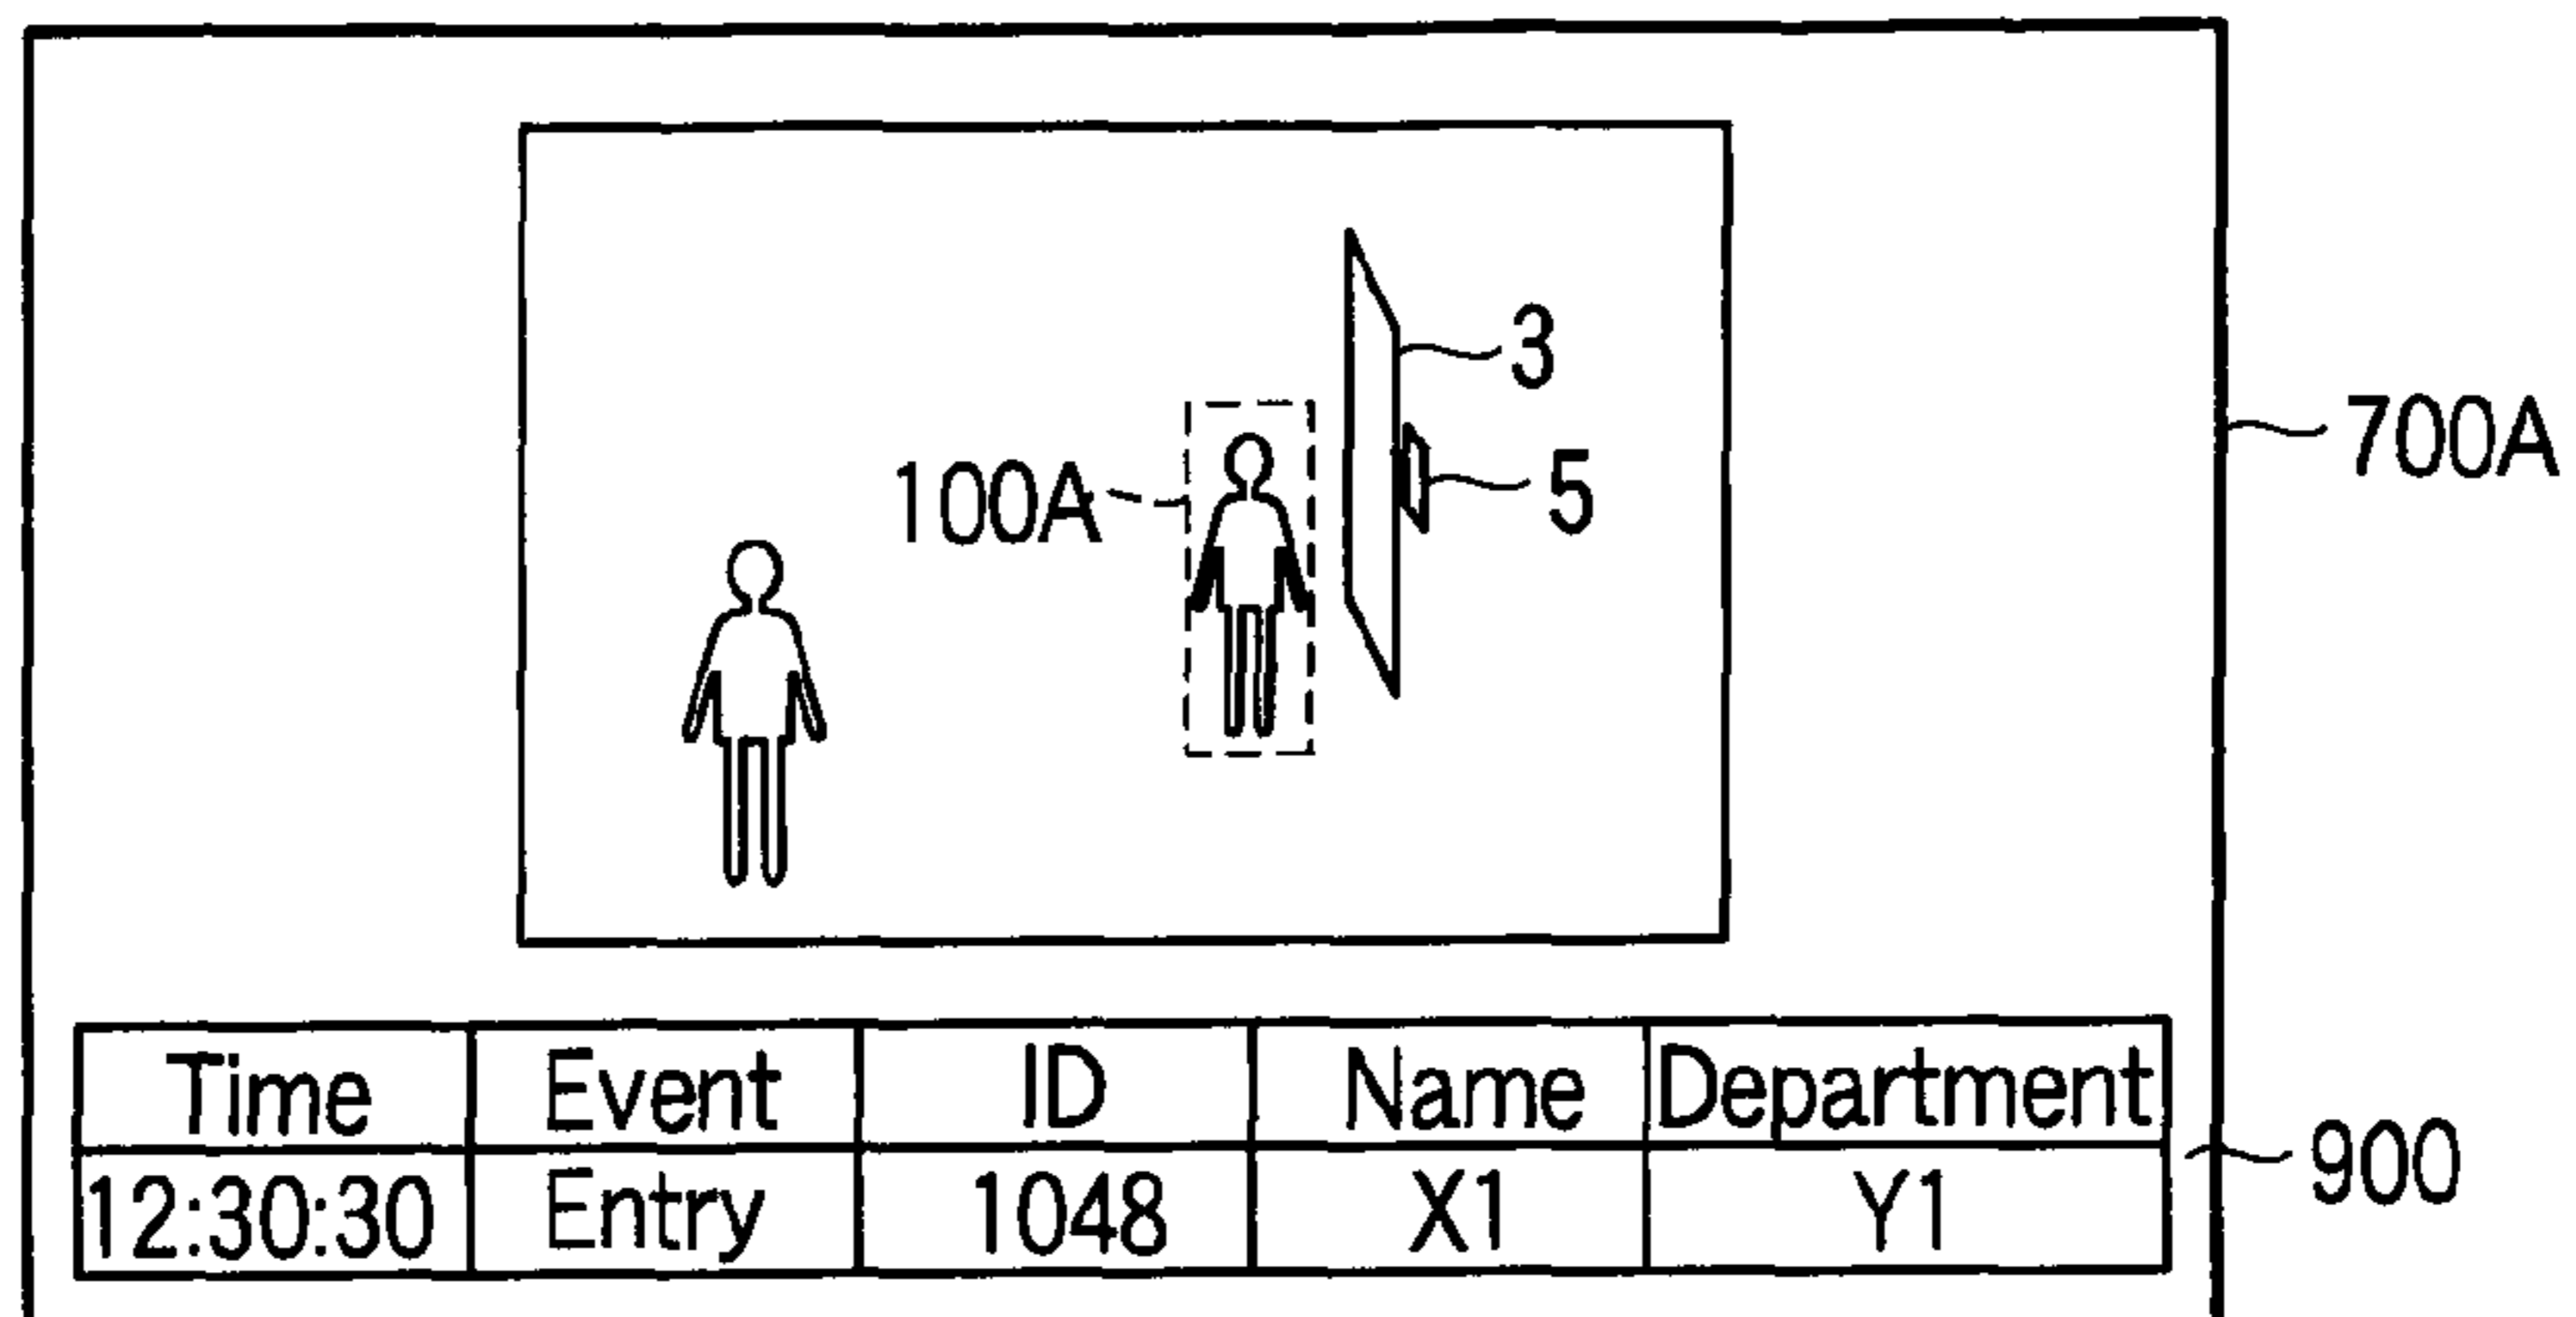 3
700A
100A
5
Time Event ID Name Department
900
12:30:30 Entry 1048 X1 Y1